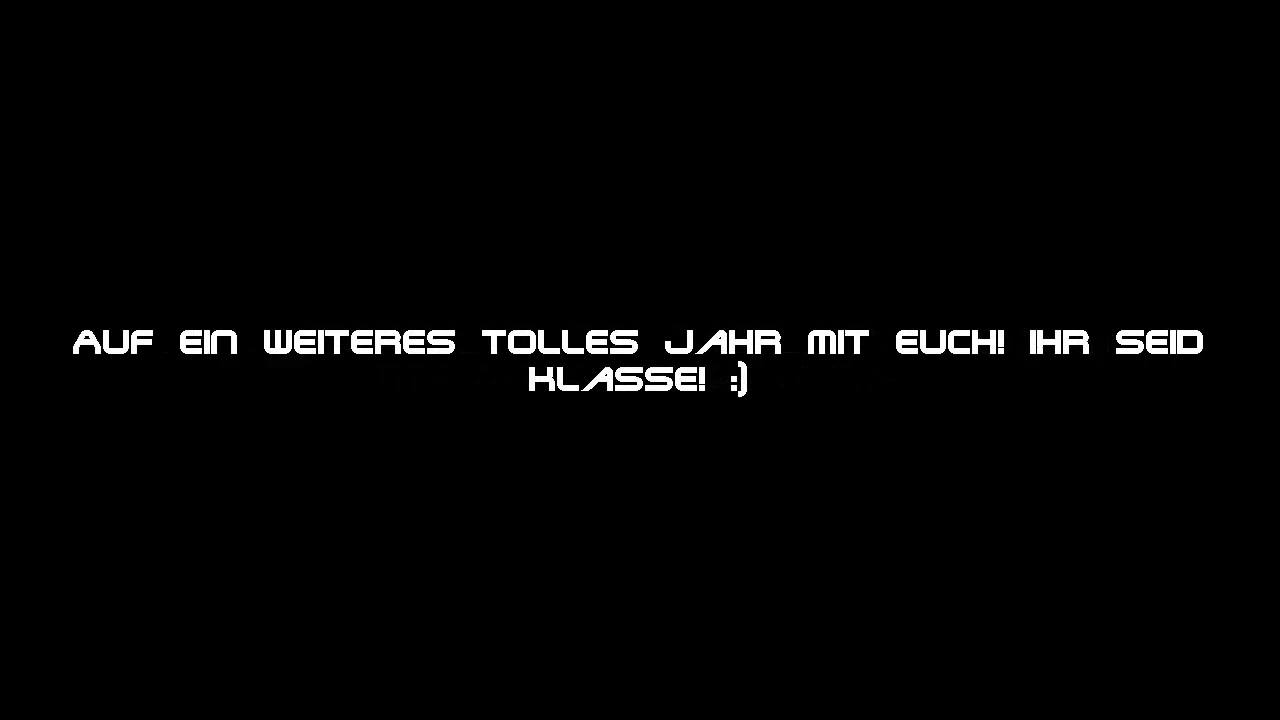 AUF EIN WEITERES TOLLES JAHR MIT EUCH! IHR SEID
KLASSE! :)